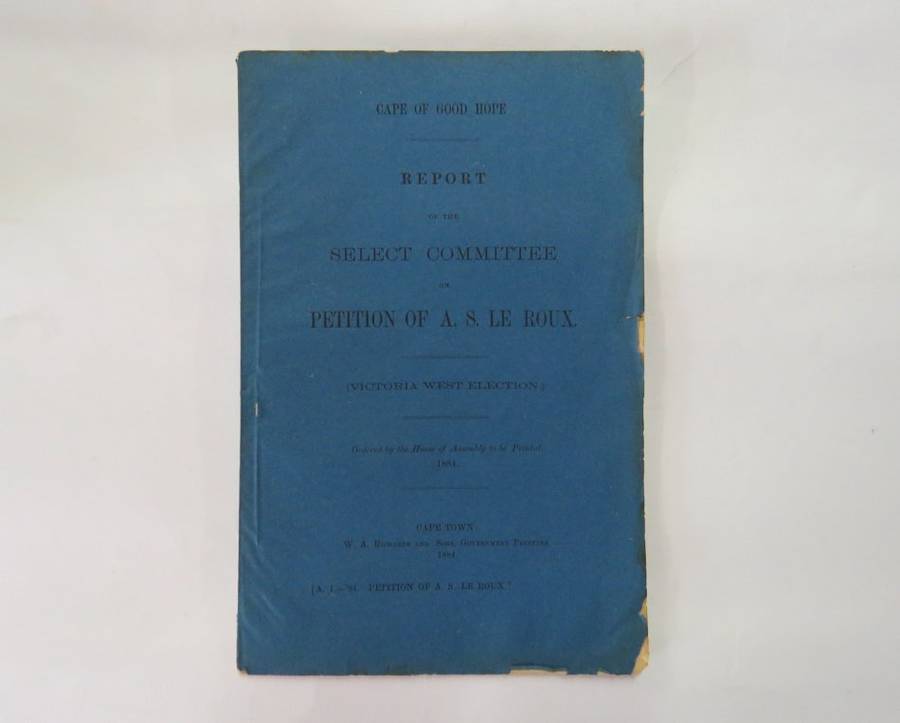 CAPE OF GOOD HOPE
REPORT
OF THE
SELECT COMMITTEE
ON
PETITION OF A. S. LE ROUX.
(VICTORIA WEST ELECTION.)
Ordered by the House of Assembly to be Printed.
1884.
CAPE TOWN:
W. A. RICHARDS AND SONS, GOVERNMENT PRINTERS,
1884.
[A. 1.—'84. PETITION OF A. S. LE ROUX.]